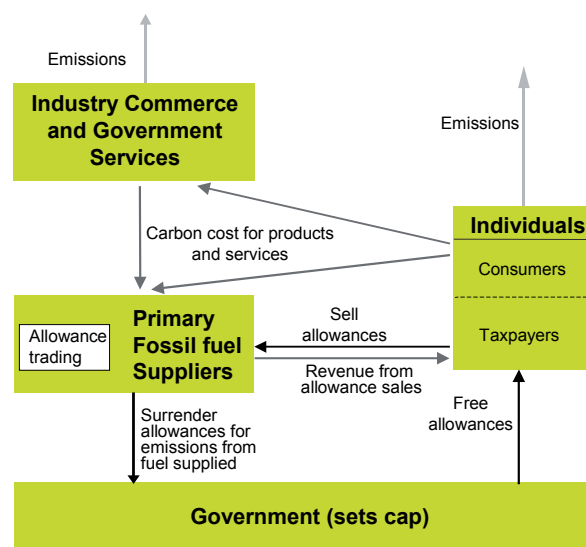 Emissions
Industry Commerce
and Government
Services
Emissions
Individuals
Consumers
Taxpayers
Carbon cost for products
and services
Allowance
trading
Primary
Fossil fuel
Suppliers
Sell
allowances
Revenue from
allowance sales
Surrender
allowances for
emissions from
fuel supplied
Free
allowances
Government (sets cap)